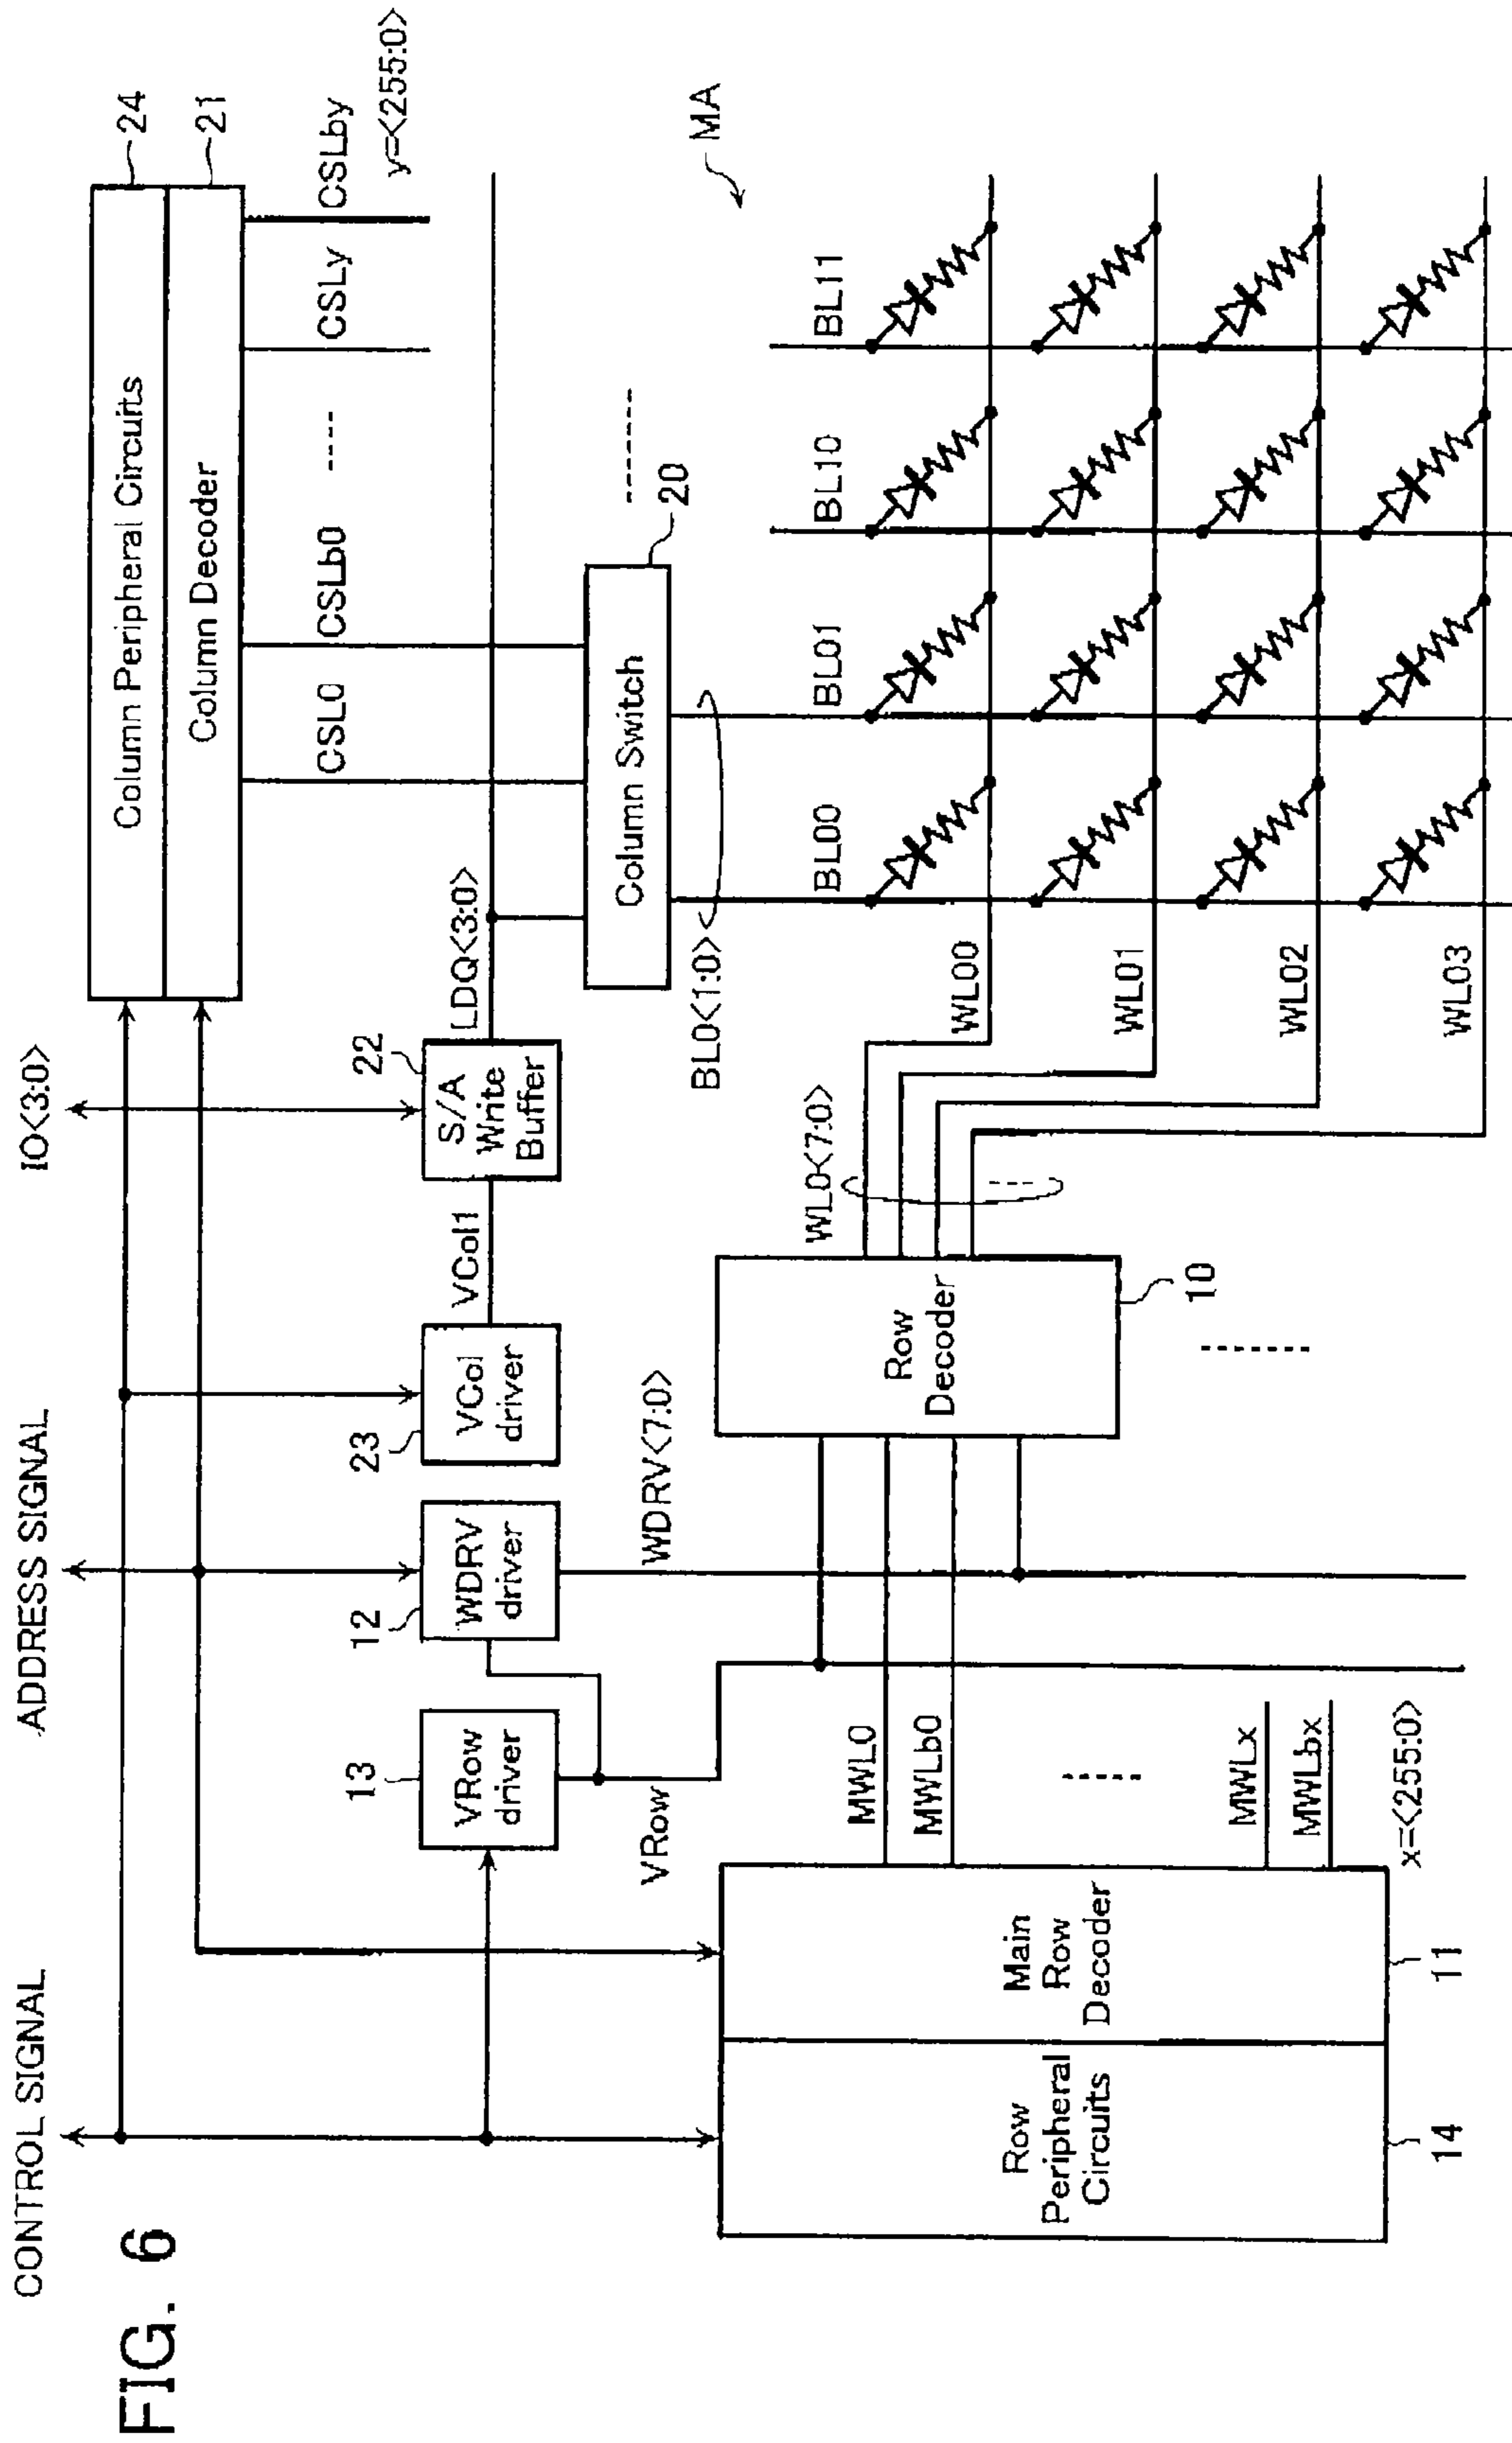 FIG. 6
CONTROL SIGNAL
ADDRESS SIGNAL
IO<3:0>
Column Peripheral Circuits
24
Column Decoder
21
CSL0
CSLb0
CSLy
CSLby
y=<255:0>
13
VRow
driver
12
WDRV
driver
23
VCol
driver
VCol1
22
S/A
Write
Buffer
LDQ<3:0>
Column Switch
20
VRow
WDRV<7:0>
BL0<1:0>
MA
Row
Peripheral
Circuits
14
Main
Row
Decoder
11
MWL0
MWLb0
MWLx
MWLbx
x=<255:0>
Row
Decoder
10
WL0<7:0>
BL00
BL01
BL10
BL11
WL00
WL01
WL02
WL03